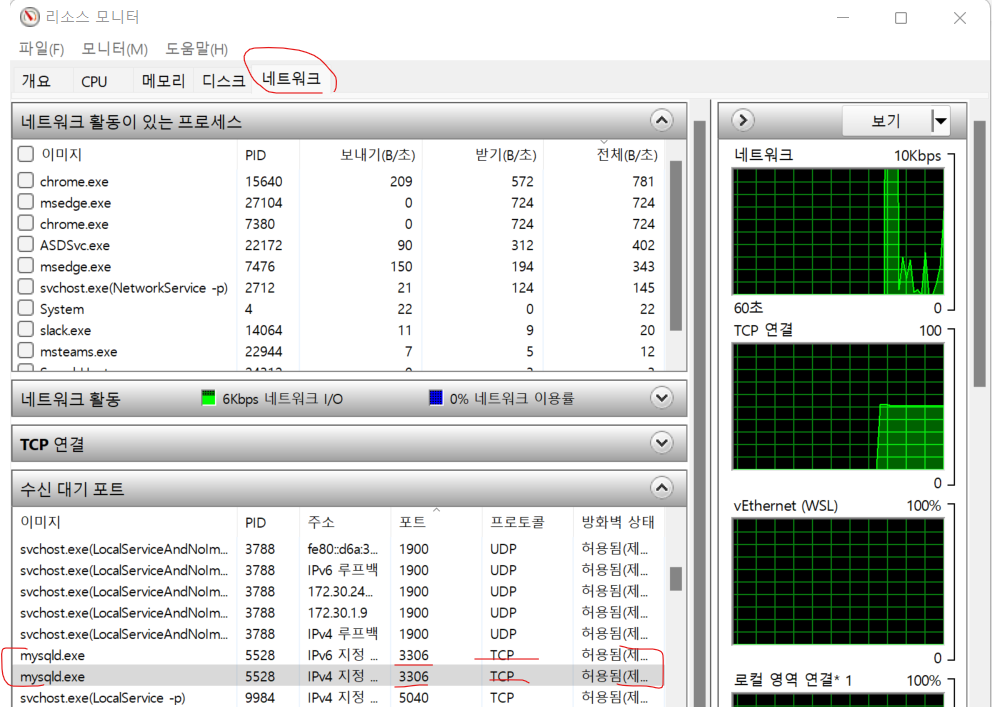 리소스 모니터
파일(F) 모니터(M) 도움말(H)
개요 CPU 메모리 디스크 네트워크
네트워크 활동이 있는 프로세스
이미지 PID 보내기(B/초) 받기(B/초) 전체(B/초)
chrome.exe 15640 209 572 781
msedge.exe 27104 0 724 724
chrome.exe 7380 0 724 724
ASDSvc.exe 22172 90 312 402
msedge.exe 7476 150 194 343
svchost.exe(NetworkService -p) 2712 21 124 145
System 4 22 0 22
slack.exe 14064 11 9 20
msteams.exe 22944 7 5 12
네트워크 활동 6Kbps 네트워크 I/O 0% 네트워크 이용률
TCP 연결
수신 대기 포트
이미지 PID 주소 포트 프로토콜 방화벽 상태
svchost.exe(LocalServiceAndNoIm... 3788 fe80::d6a:3... 1900 UDP 허용됨(제...
svchost.exe(LocalServiceAndNoIm... 3788 IPv6 루프백 1900 UDP 허용됨(제...
svchost.exe(LocalServiceAndNoIm... 3788 172.30.24... 1900 UDP 허용됨(제...
svchost.exe(LocalServiceAndNoIm... 3788 172.30.1.9 1900 UDP 허용됨(제...
svchost.exe(LocalServiceAndNoIm... 3788 IPv4 루프백 1900 UDP 허용됨(제...
mysqld.exe 5528 IPv6 지정 ... 3306 TCP 허용됨(제...
mysqld.exe 5528 IPv4 지정 ... 3306 TCP 허용됨(제...
svchost.exe(LocalService -p) 9984 IPv4 지정 ... 5040 TCP 허용됨(제...
보기
네트워크 10Kbps
60초 0
TCP 연결 100
0
vEthernet (WSL) 100%
0
로컬 영역 연결* 1 100%